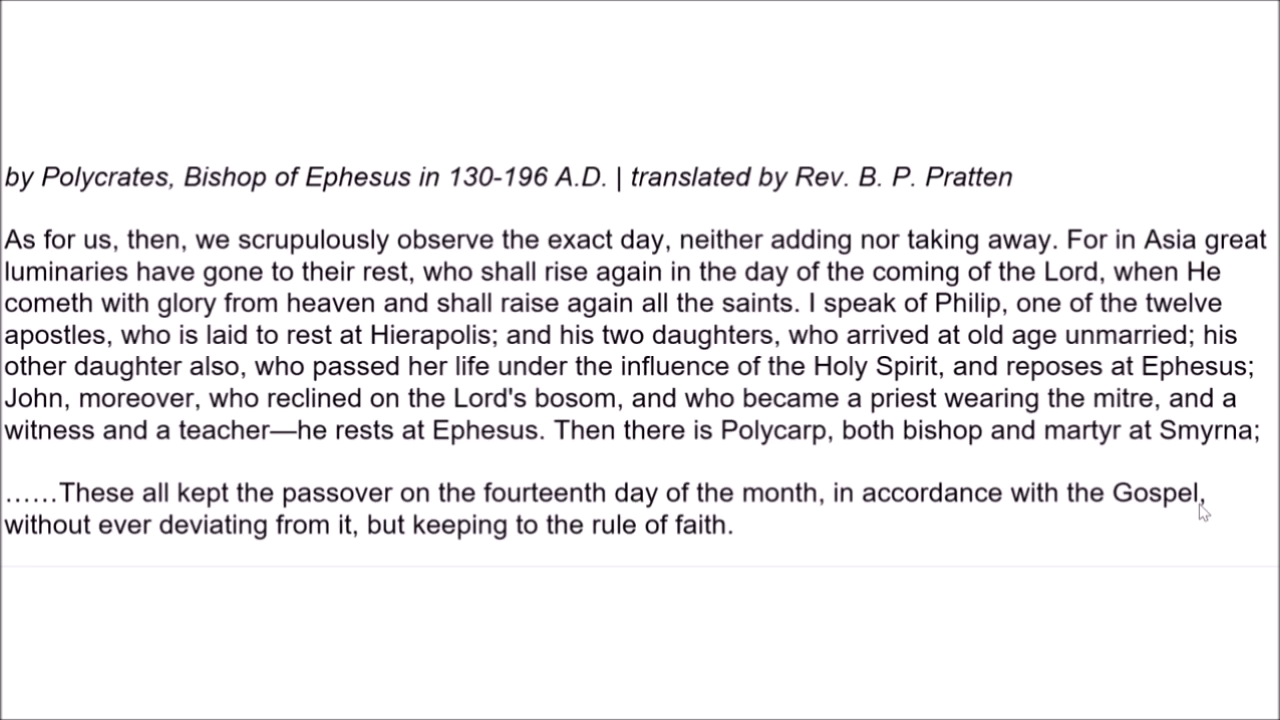 by Polycrates, Bishop of Ephesus in 130-196 A.D. | translated by Rev. B. P. Pratten
As for us, then, we scrupulously observe the exact day, neither adding nor taking away. For in Asia great
luminaries have gone to their rest, who shall rise again in the day of the coming of the Lord, when He
cometh with glory from heaven and shall raise again all the saints. I speak of Philip, one of the twelve
apostles, who is laid to rest at Hierapolis; and his two daughters, who arrived at old age unmarried; his
other daughter also, who passed her life under the influence of the Holy Spirit, and reposes at Ephesus;
John, moreover, who reclined on the Lord's bosom, and who became a priest wearing the mitre, and a
witness and a teacher—he rests at Ephesus. Then there is Polycarp, both bishop and martyr at Smyrna;
……These all kept the passover on the fourteenth day of the month, in accordance with the Gospel,
without ever deviating from it, but keeping to the rule of faith.